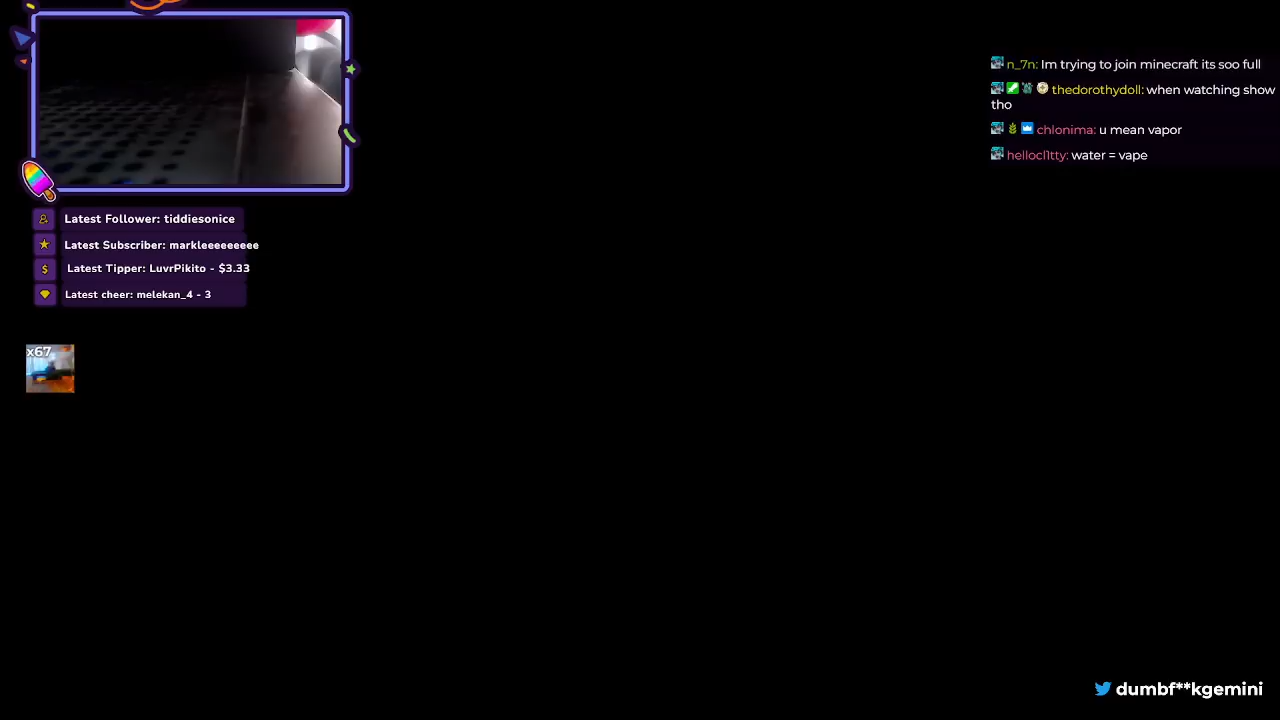 n_7n: Im trying to join minecraft its soo full
thedorothydoll: when watching show
tho
chlonima: u mean vapor
hellocl1tty: water = vape
Latest Follower: tiddiesonice
Latest Subscriber: markleeeeeeeee
Latest Tipper: LuvrPikito - $3.33
Latest cheer: melekan_4 - 3
x67
dumbf**kgemini